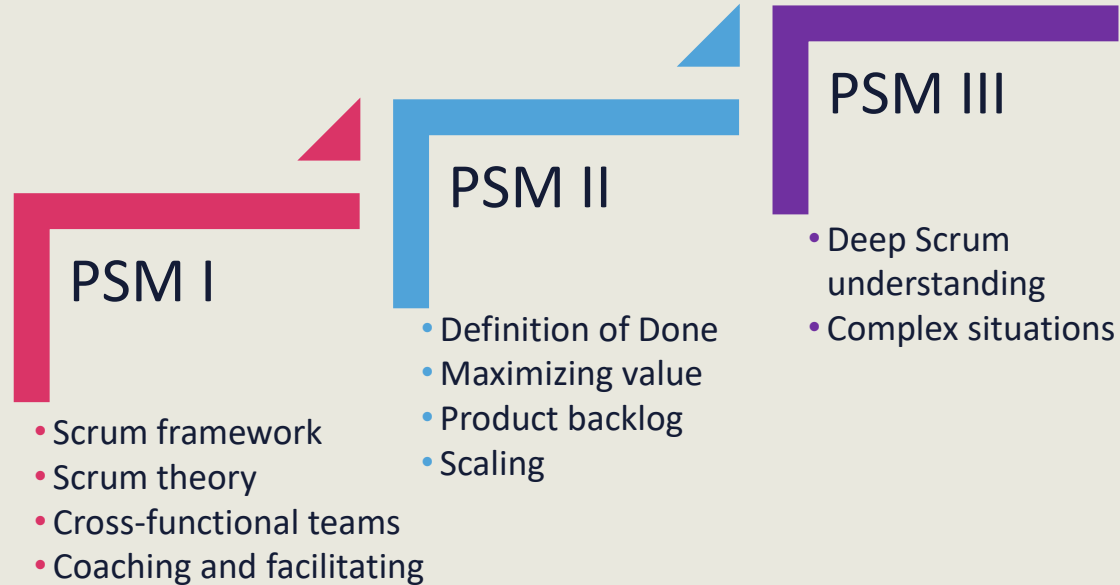 PSM I
• Scrum framework
• Scrum theory
• Cross-functional teams
• Coaching and facilitating
PSM II
• Definition of Done
• Maximizing value
• Product backlog
• Scaling
PSM III
• Deep Scrum
understanding
• Complex situations